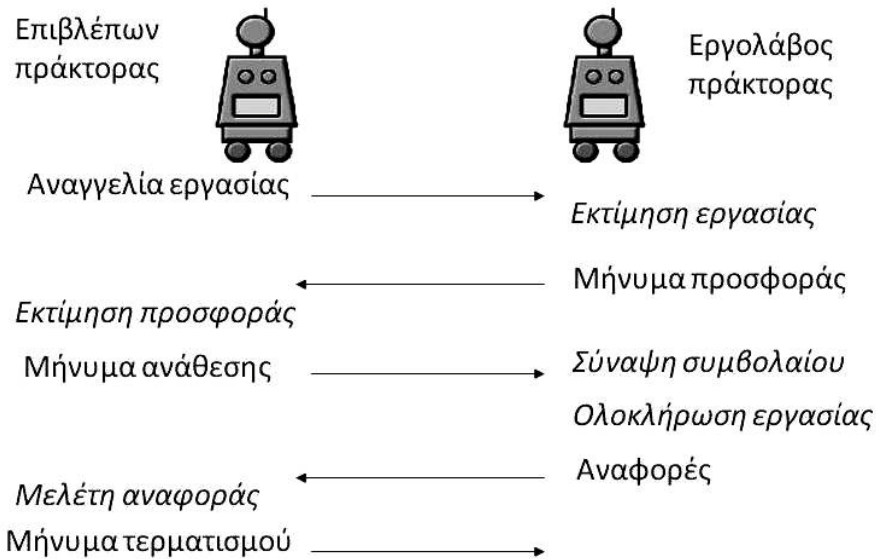 Επιβλέπων
πράκτορας
Εργολάβος
πράκτορας
Αναγγελία εργασίας
Εκτίμηση εργασίας
Μήνυμα προσφοράς
Εκτίμηση προσφοράς
Μήνυμα ανάθεσης
Σύναψη συμβολαίου
Ολοκλήρωση εργασίας
Αναφορές
Μελέτη αναφοράς
Μήνυμα τερματισμού